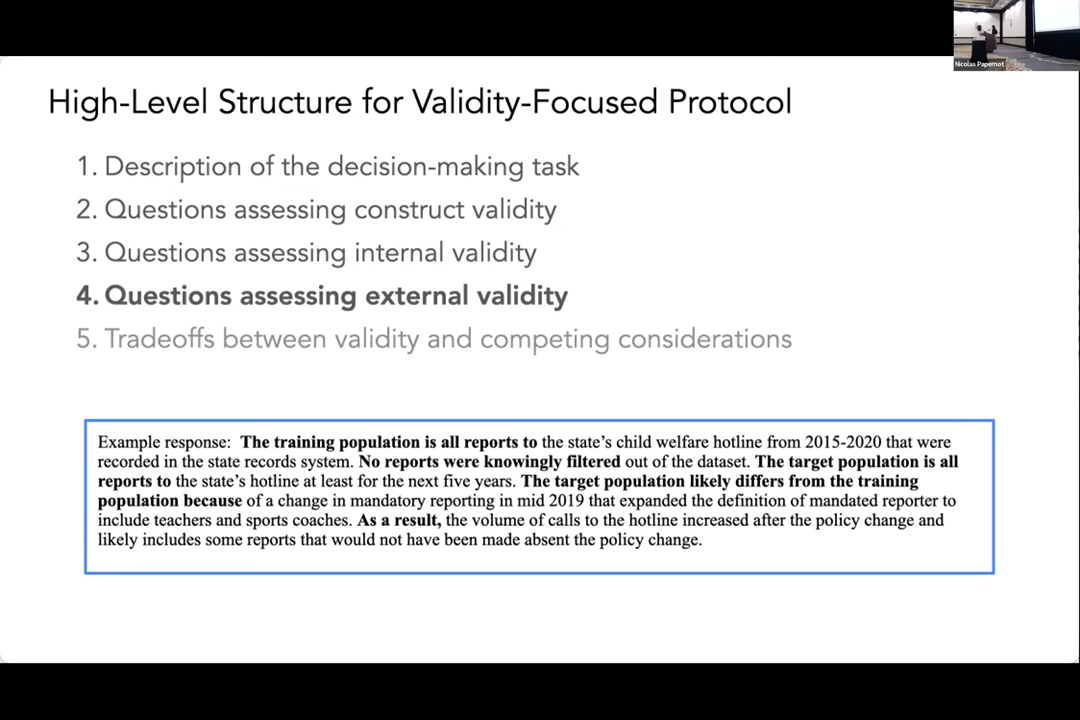 Nicolas Papernot
High-Level Structure for Validity-Focused Protocol
1. Description of the decision-making task
2. Questions assessing construct validity
3. Questions assessing internal validity
4. Questions assessing external validity
5. Tradeoffs between validity and competing considerations
Example response: The training population is all reports to the state's child welfare hotline from 2015-2020 that were
recorded in the state records system. No reports were knowingly filtered out of the dataset. The target population is all
reports to the state's hotline at least for the next five years. The target population likely differs from the training
population because of a change in mandatory reporting in mid 2019 that expanded the definition of mandated reporter to
include teachers and sports coaches. As a result, the volume of calls to the hotline increased after the policy change and
likely includes some reports that would not have been made absent the policy change.